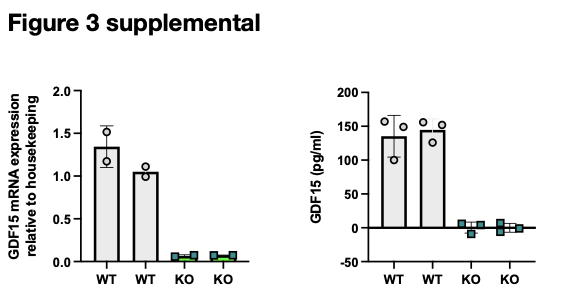 Figure 3 supplemental
GDF15 mRNA expression
relative to housekeeping
2.0
1.5
1.0
0.5
0.0
WT WT KO KO
GDF15 (pg/ml)
200
150
100
50
0
-50
WT WT KO KO